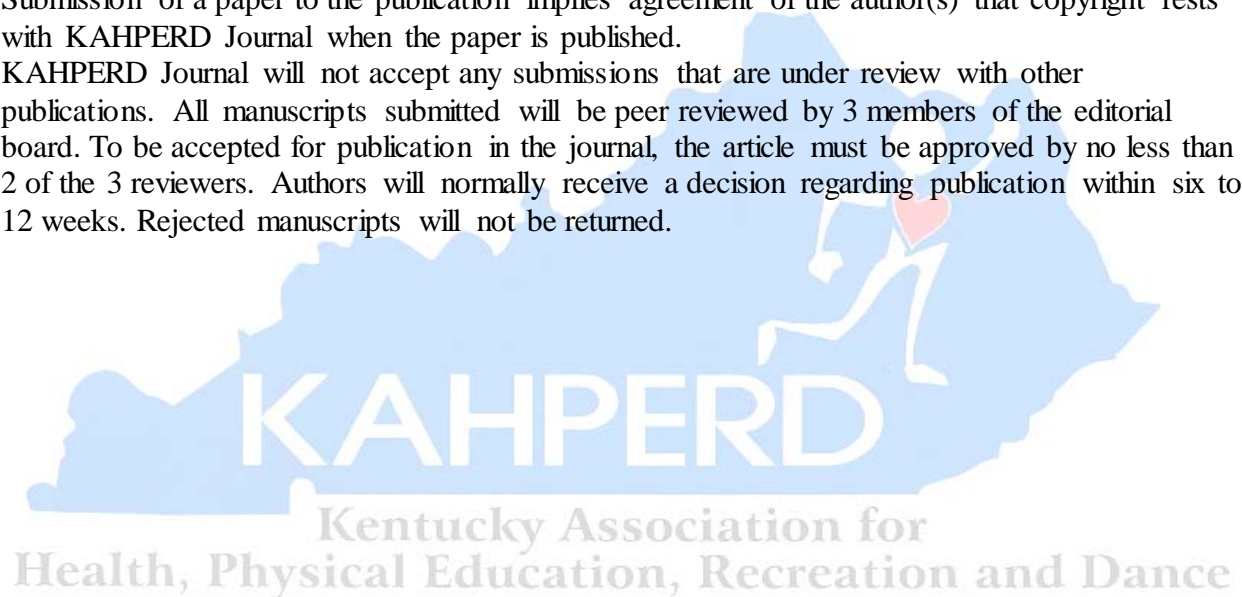 Submission of a paper to the publication implies agreement of the author(s) that copyright rests
with KAHPERD Journal when the paper is published.
KAHPERD Journal will not accept any submissions that are under review with other
publications. All manuscripts submitted will be peer reviewed by 3 members of the editorial
board. To be accepted for publication in the journal, the article must be approved by no less than
2 of the 3 reviewers. Authors will normally receive a decision regarding publication within six to
12 weeks. Rejected manuscripts will not be returned.
KAHPERD
Kentucky Association for
Health, Physical Education, Recreation and Dance